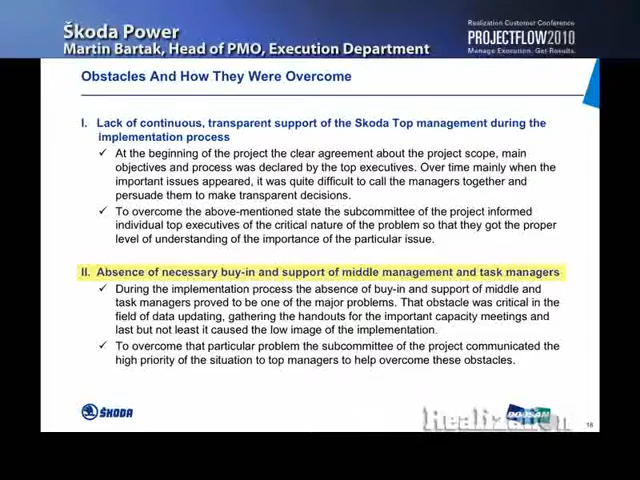 Škoda Power
Martin Bartak, Head of PMO, Execution Department
Realization Customer Conference
PROJECTFLOW2010
Manage Execution. Get Results.
Obstacles And How They Were Overcome
I. Lack of continuous, transparent support of the Skoda Top management during the
implementation process
✓ At the beginning of the project the clear agreement about the project scope, main
objectives and process was declared by the top executives. Over time mainly when the
important issues appeared, it was quite difficult to call the managers together and
persuade them to make transparent decisions.
✓ To overcome the above-mentioned state the subcommittee of the project informed
individual top executives of the critical nature of the problem so that they got the proper
level of understanding of the importance of the particular issue.
II. Absence of necessary buy-in and support of middle management and task managers
✓ During the implementation process the absence of buy-in and support of middle and
task managers proved to be one of the major problems. That obstacle was critical in the
field of data updating, gathering the handouts for the important capacity meetings and
last but not least it caused the low image of the implementation.
✓ To overcome that particular problem the subcommittee of the project communicated the
high priority of the situation to top managers to help overcome these obstacles.
ŠKODA
Realization
18